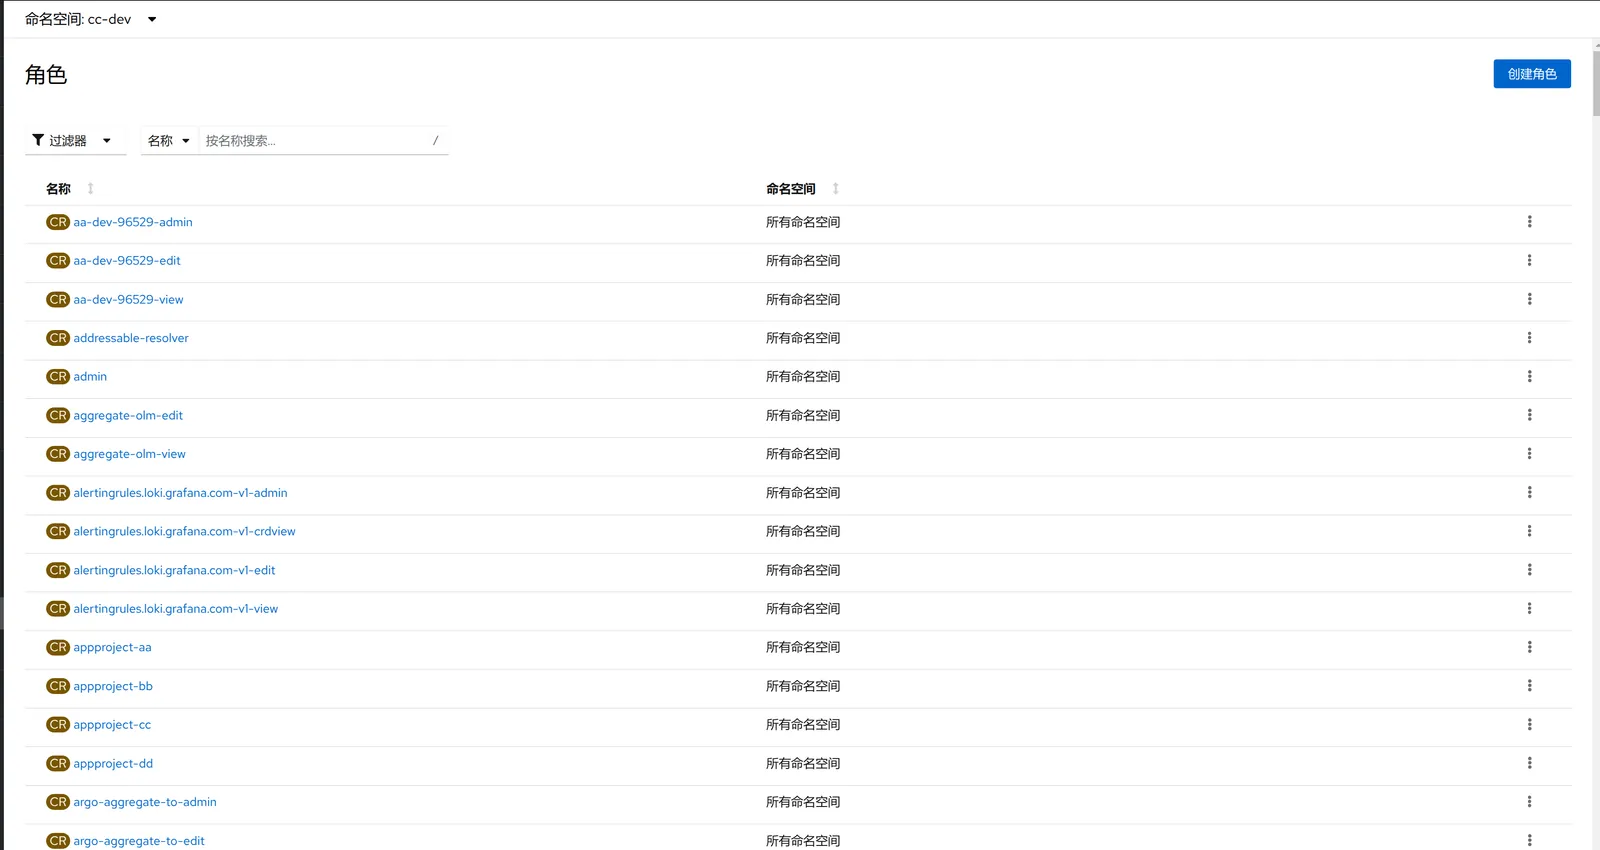 命名空间: cc-dev
角色
创建角色
过滤器 名称 按名称搜索... /
名称 命名空间
CR aa-dev-96529-admin 所有命名空间
CR aa-dev-96529-edit 所有命名空间
CR aa-dev-96529-view 所有命名空间
CR addressable-resolver 所有命名空间
CR admin 所有命名空间
CR aggregate-olm-edit 所有命名空间
CR aggregate-olm-view 所有命名空间
CR alertingrules.loki.grafana.com-v1-admin 所有命名空间
CR alertingrules.loki.grafana.com-v1-crdview 所有命名空间
CR alertingrules.loki.grafana.com-v1-edit 所有命名空间
CR alertingrules.loki.grafana.com-v1-view 所有命名空间
CR appproject-aa 所有命名空间
CR appproject-bb 所有命名空间
CR appproject-cc 所有命名空间
CR appproject-dd 所有命名空间
CR argo-aggregate-to-admin 所有命名空间
CR argo-aggregate-to-edit 所有命名空间